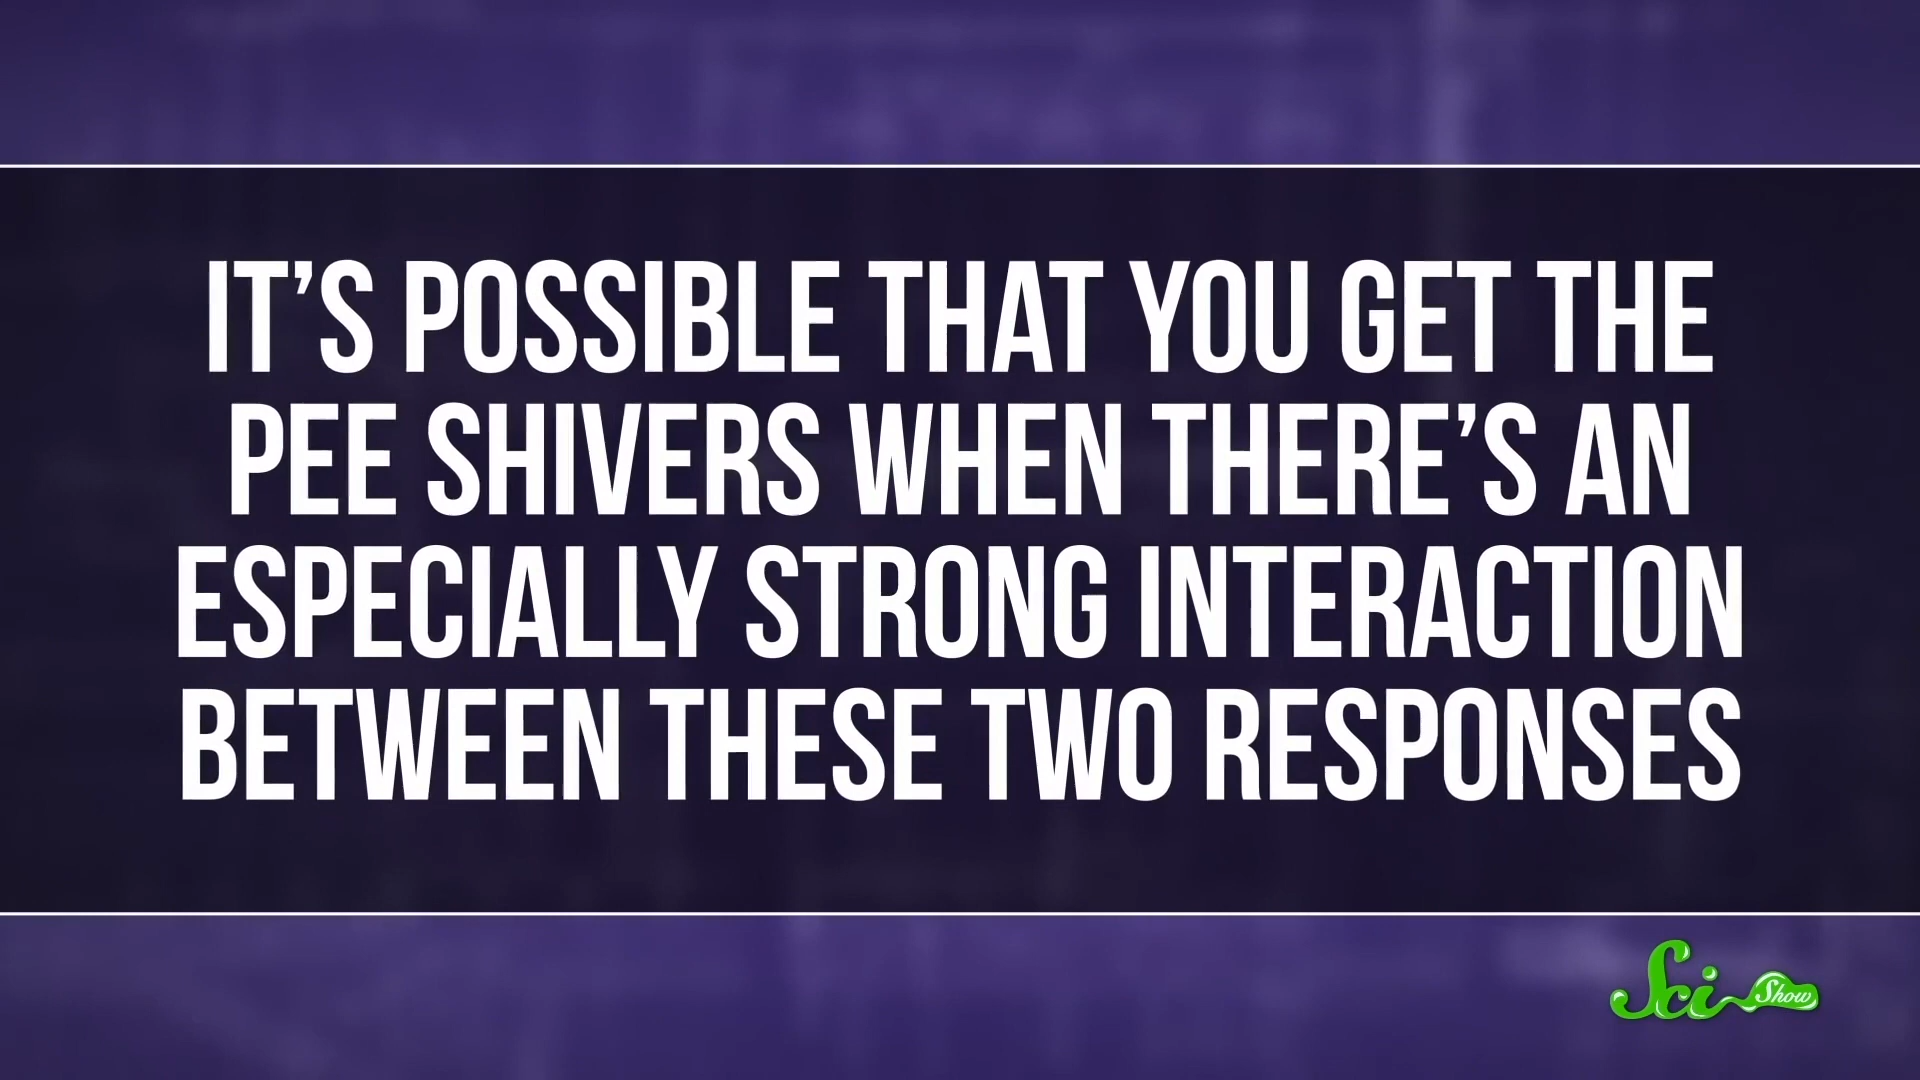 IT’S POSSIBLE THAT YOU GET THE
PEE SHIVERS WHEN THERE’S AN
ESPECIALLY STRONG INTERACTION
BETWEEN THESE TWO RESPONSES
Sci Show